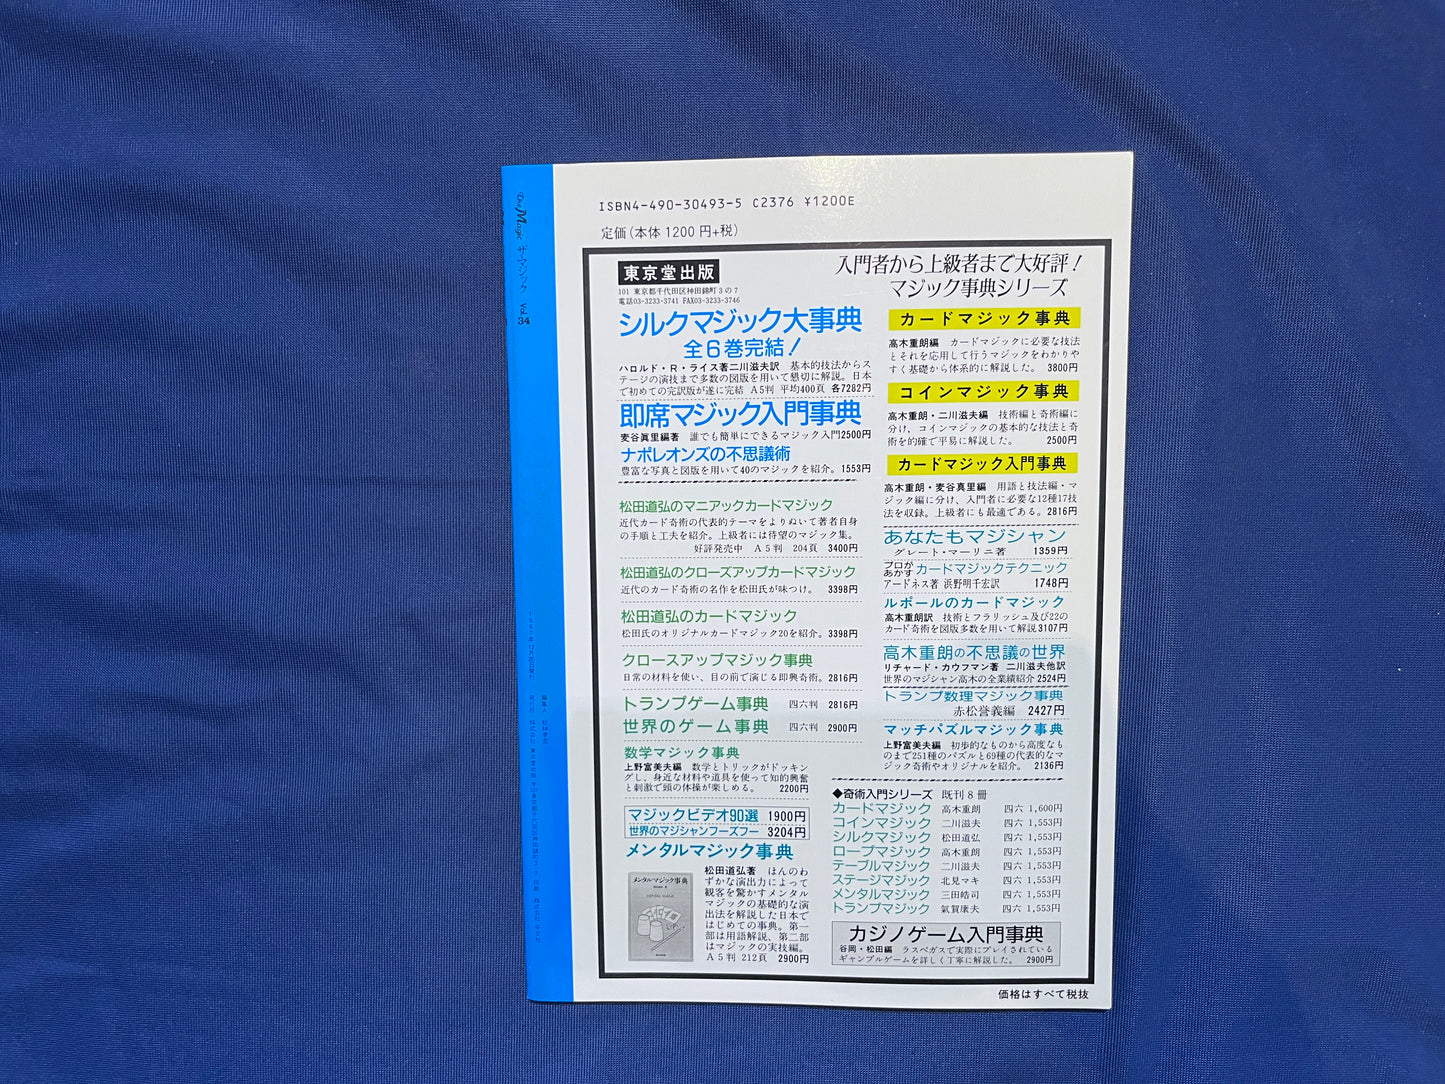 The Magic ザ・マジック Vol. 34
ISBN4-490-30493-5 C2376 ¥1200E
定価(本体 1200 円+税)
東京堂出版
101 東京都千代田区神田錦町3の7
電話03-3233-3741 FAX03-3233-3746
シルクマジック大事典
全6巻完結!
ハロルド・R・ライス著二川滋夫訳 基本的技法からス
テージの演技まで多数の図版を用いて懇切に解説。日本
で初めての完訳版が遂に完結 A5判 平均400頁 各7282円
即席マジック入門事典
麦谷眞里編著 誰でも簡単にできるマジック入門2500円
ナポレオンズの不思議術
豊富な写真と図版を用いて40のマジックを紹介。1553円
松田道弘のマニアックカードマジック
近代カード奇術の代表的テーマをよりぬいて著者自身
の手順と工夫を紹介。上級者には待望のマジック集。
好評発売中 A5判 204頁 3400円
松田道弘のクローズアップカードマジック
近代のカード奇術の名作を松田氏が味つけ。 3398円
松田道弘のカードマジック
松田氏のオリジナルカードマジック20を紹介。3398円
クロースアップマジック事典
日常の材料を使い、目の前で演じる即興奇術。2816円
トランプゲーム事典 四六判 2816円
世界のゲーム事典 四六判 2900円
数学マジック事典
上野富美夫編 数学とトリックがドッキン
グし、身近な材料や道具を使って知的興奮
と刺激で頭の体操が楽しめる。 2200円
マジックビデオ90選 1900円
世界のマジシャンフーズフー 3204円
メンタルマジック事典
松田道弘著 ほんのわ
ずかな演出力によって
観客を驚かすメンタル
マジックの基礎的な演
出法を解説した日本で
はじめての事典。第一
部は用語解説、第二部
はマジックの実技編。
A5判 212頁 2900円
メンタルマジック事典
入門者から上級者まで大好評!
マジック事典シリーズ
カードマジック事典
高木重朗編 カードマジックに必要な技法
とそれを応用して行うマジックをわかりや
すく基礎から体系的に解説した。 3800円
コインマジック事典
高木重朗・二川滋夫編 技術編と奇術編に
分け、コインマジックの基本的な技法と奇
術を的確で平易に解説した。 2500円
カードマジック入門事典
高木重朗・麦谷真里編 用語と技法編・マ
ジック編に分け、入門者に必要な12種17技
法を収録。上級者にも最適である。2816円
あなたもマジシャン
グレート・マーリニ著 1359円
プロがあかすカードマジックテクニック
アードネス著 浜野明千宏訳 1748円
ルポールのカードマジック
高木重朗訳 技術とフラリッシュ及び22の
カード奇術を図版多数を用いて解説3107円
高木重朗の不思議の世界
リチャード・カウフマン著 二川滋夫他訳
世界のマジシャン高木の全業績紹介 2524円
トランプ数理マジック事典
赤松誉義編 2427円
マッチパズルマジック事典
上野富美夫編 初歩的なものから高度なも
のまで251種のパズルと69種の代表的なマ
ジック奇術やオリジナルを紹介。 2136円
◆奇術入門シリーズ 既刊8冊
カードマジック 高木重朗 四六 1,600円
コインマジック 二川滋夫 四六 1,553円
シルクマジック 松田道弘 四六 1,553円
ロープマジック 高木重朗 四六 1,553円
テーブルマジック 二川滋夫 四六 1,553円
ステージマジック 北見マキ 四六 1,553円
メンタルマジック 三田皓司 四六 1,553円
トランプマジック 氣賀康夫 四六 1,553円
カジノゲーム入門事典
谷岡・松田編 ラスベガスで実際にプレイされている
ギャンブルゲームを詳しく丁寧に解説した。 2900円
価格はすべて税抜